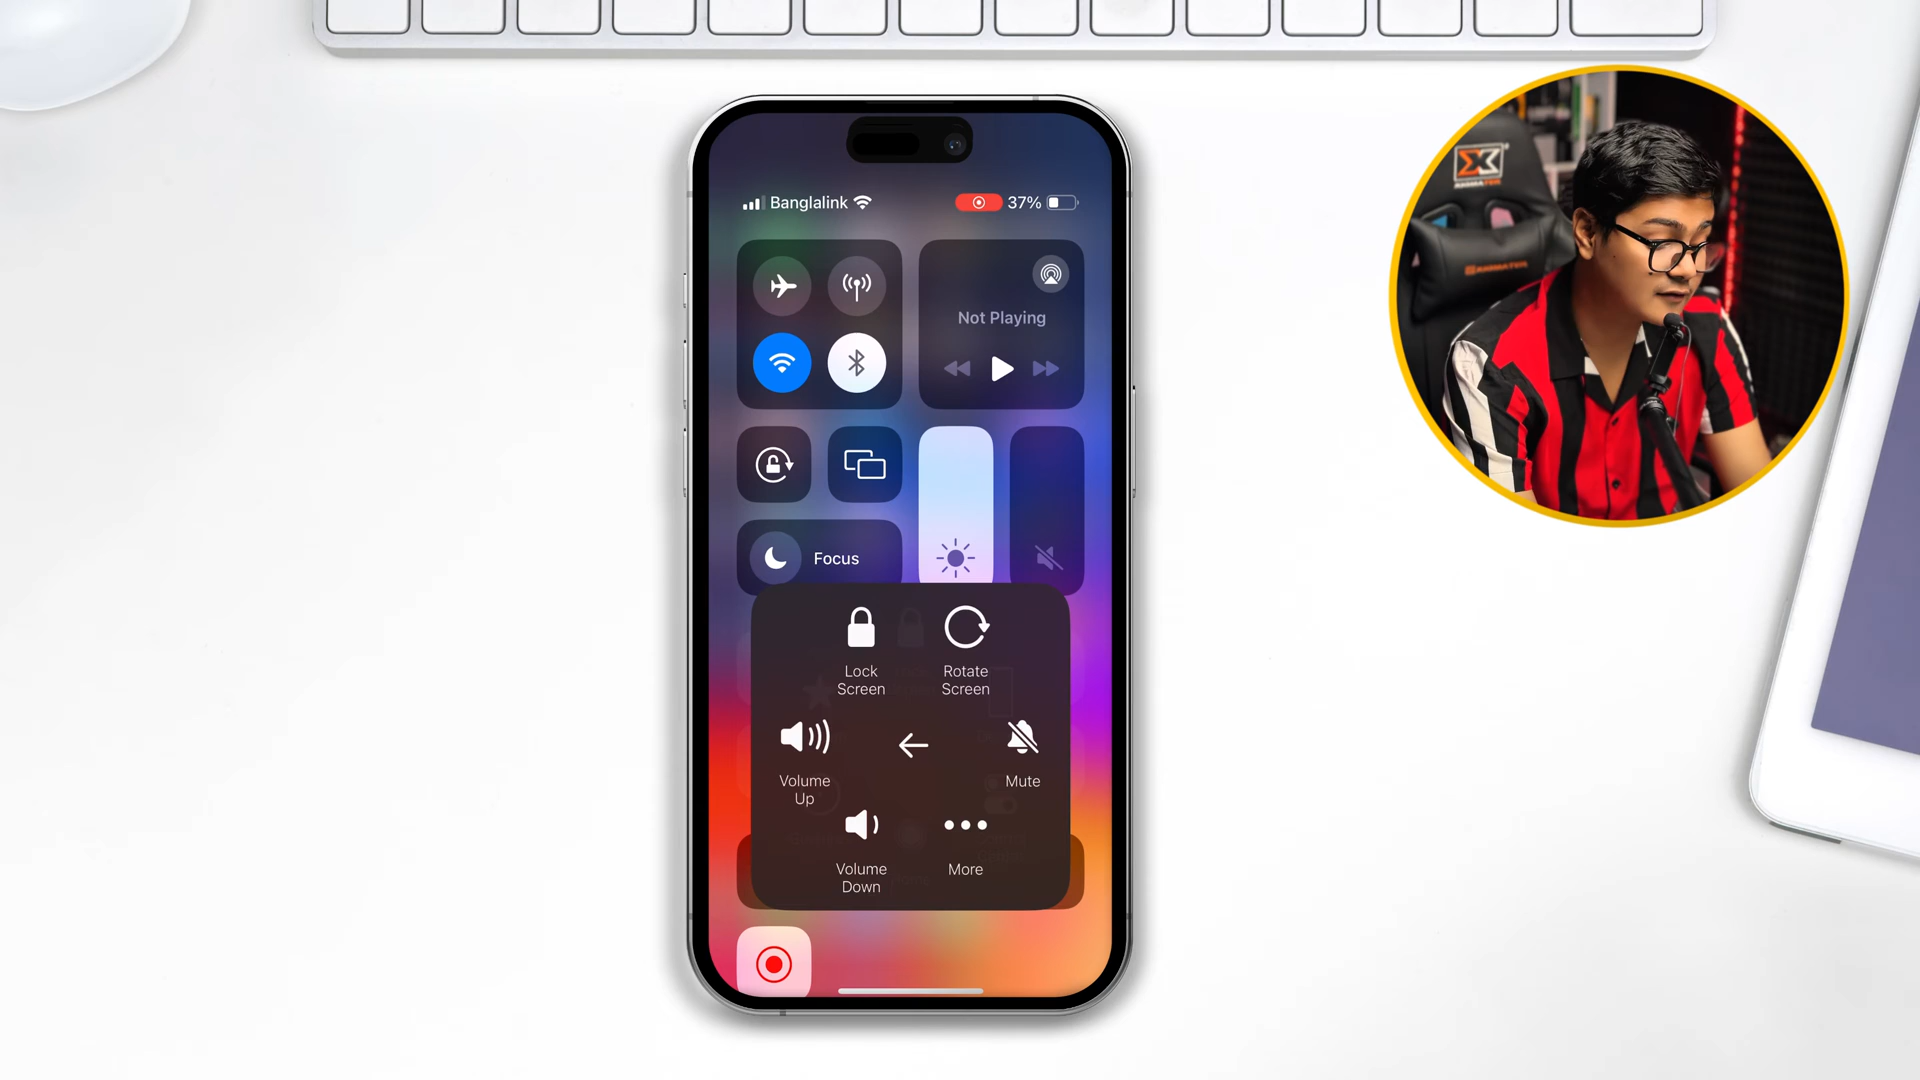 Banglalink
37%
Not Playing
Focus
Lock
Screen
Rotate
Screen
Volume
Up
Mute
Volume
Down
More